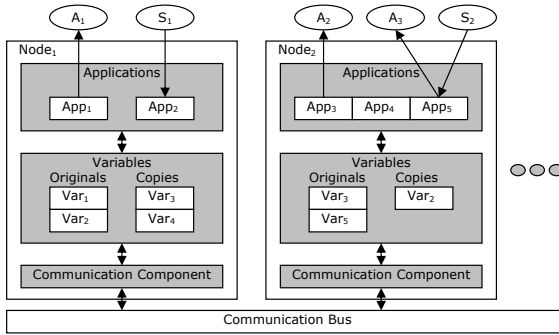 A1 S1 A2 A3 S2
Node1 Node2
Applications Applications
App1 App2 App3 App4 App5
Variables Variables
Originals Copies Originals Copies
Var1 Var3 Var3 Var2
Var2 Var4 Var5
Communication Component Communication Component
Communication Bus